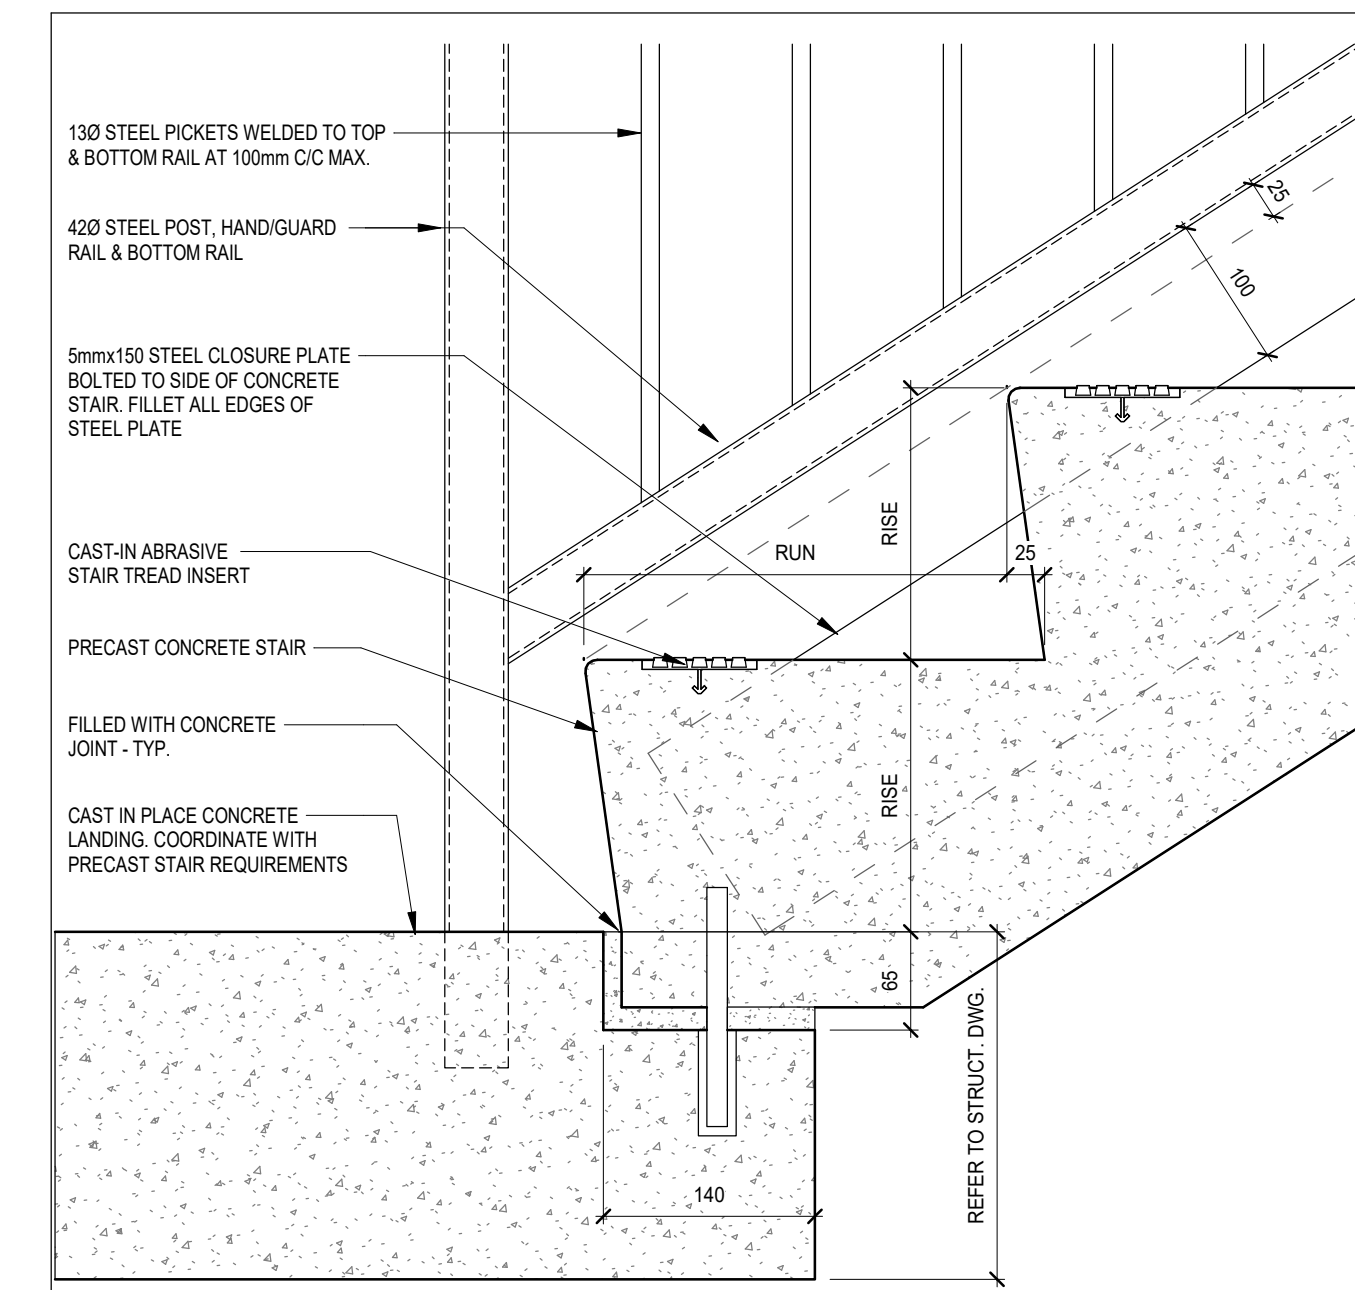 13Ø STEEL PICKETS WELDED TO TOP
& BOTTOM RAIL AT 100mm C/C MAX.
42Ø STEEL POST, HAND/GUARD
RAIL & BOTTOM RAIL
5mmx150 STEEL CLOSURE PLATE
BOLTED TO SIDE OF CONCRETE
STAIR. FILLET ALL EDGES OF
STEEL PLATE
CAST-IN ABRASIVE
STAIR TREAD INSERT
PRECAST CONCRETE STAIR
FILLED WITH CONCRETE
JOINT - TYP.
CAST IN PLACE CONCRETE
LANDING. COORDINATE WITH
PRECAST STAIR REQUIREMENTS
25
100
RISE
RUN
25
RISE
65
REFER TO STRUCT. DWG.
140